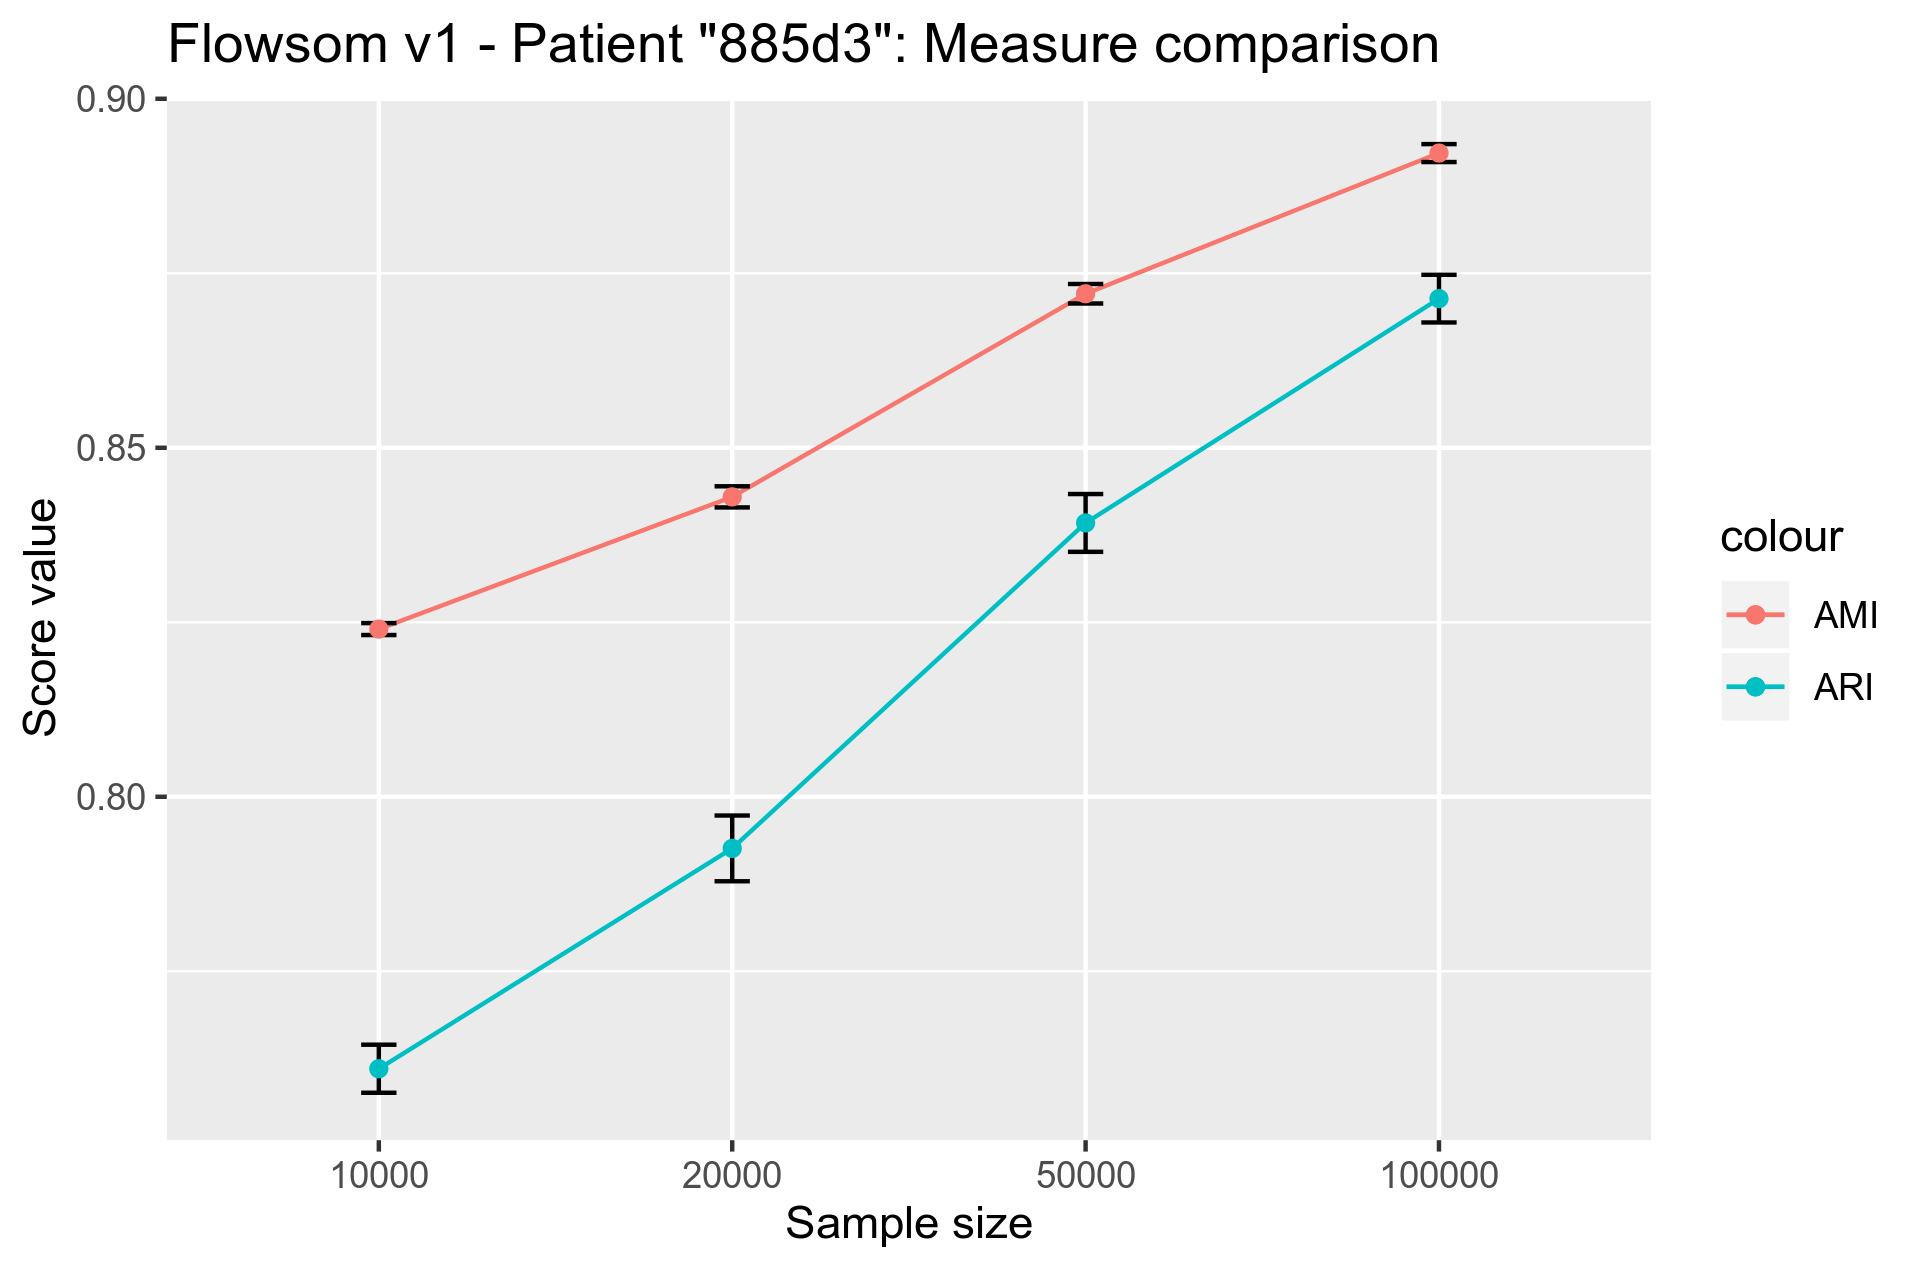 Flowsom v1 - Patient "885d3": Measure comparison
0.90
0.85
0.80
Score value
10000 20000 50000 100000
Sample size
colour
AMI
ARI